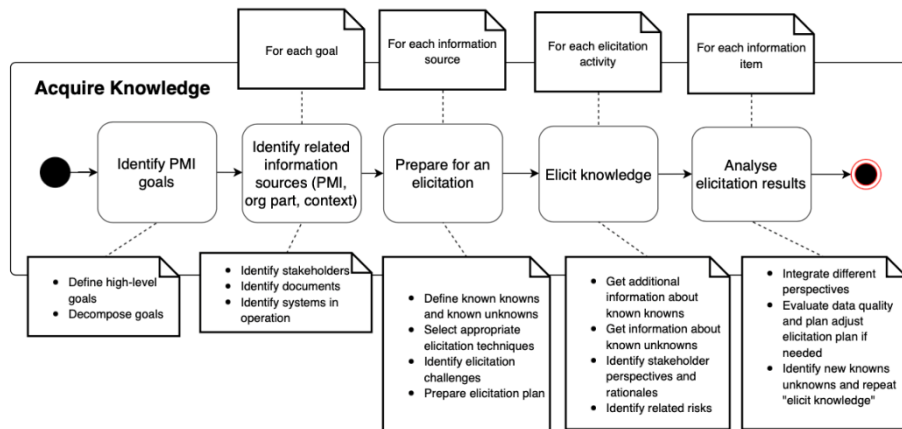 For each goal
For each information
source
For each elicitation
activity
For each information
item
Acquire Knowledge
Identify PMI
goals
Identify related
information
sources (PMI,
org part, context)
Prepare for an
elicitation
Elicit knowledge
Analyse
elicitation results
• Define high-level
goals
• Decompose goals
• Identify stakeholders
• Identify documents
• Identify systems in
operation
• Define known knowns
and known unknowns
• Select appropriate
elicitation techniques
• Identify elicitation
challenges
• Prepare elicitation plan
• Get additional
information about
known knowns
• Get information about
known unknowns
• Identify stakeholder
perspectives and
rationales
• Identify related risks
• Integrate different
perspectives
• Evaluate data quality
and plan adjust
elicitation plan if
needed
• Identify new knowns
unknowns and repeat
"elicit knowledge"